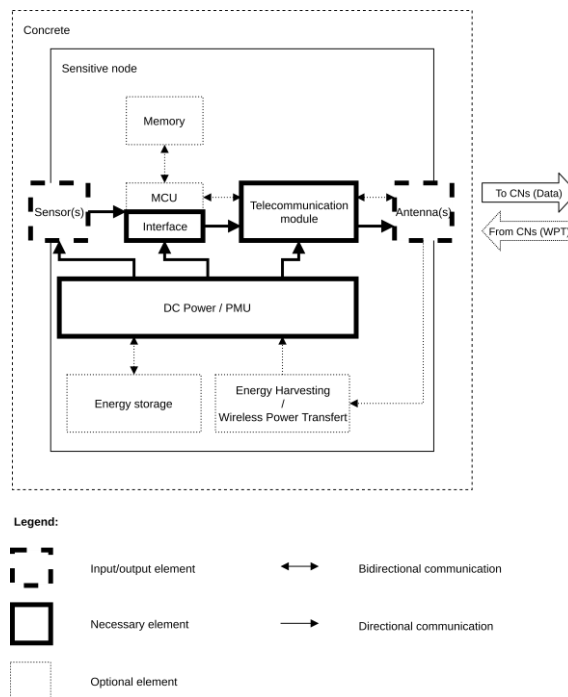 Concrete
Sensitive node
Memory
MCU
Sensor(s)
Interface
Telecommunication
module
Antenna(s)
To CNs (Data)
From CNs (WPT)
DC Power / PMU
Energy storage
Energy Harvesting
/
Wireless Power Transfert
Legend:
Input/output element
Bidirectional communication
Necessary element
Directional communication
Optional element